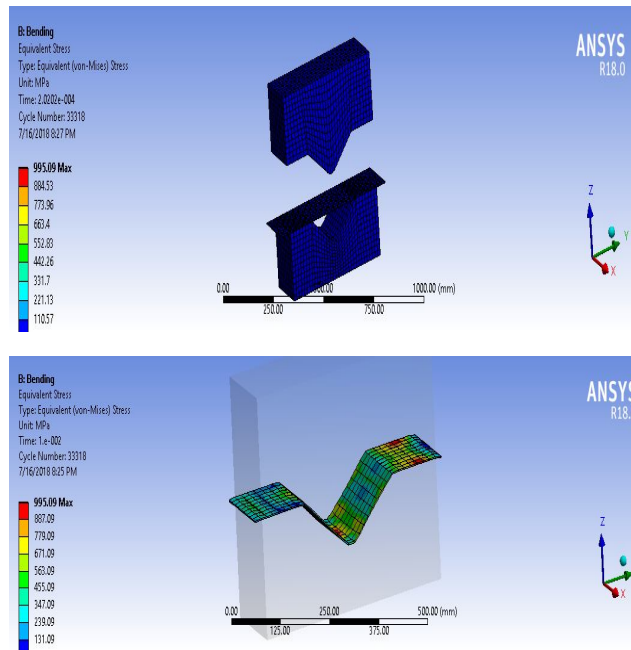 B: Bending
Equivalent Stress
Type: Equivalent (von-Mises) Stress
Unit: MPa
Time: 2.0202e-004
Cycle Number: 33318
7/16/2018 8:27 PM
995.09 Max
884.53
773.96
663.4
552.83
442.26
331.7
221.13
110.57
ANSYS
R18.0
Z
Y
X
0.00
1000.00 (mm)
250.00
750.00
B: Bending
Equivalent Stress
Type: Equivalent (von-Mises) Stress
Unit: MPa
Time: 1.e-002
Cycle Number: 33318
7/16/2018 8:25 PM
995.09 Max
887.09
779.09
671.09
563.09
455.09
347.09
239.09
131.09
ANSYS
R18.
Z
X
0.00
250.00
500.00 (mm)
125.00
375.00